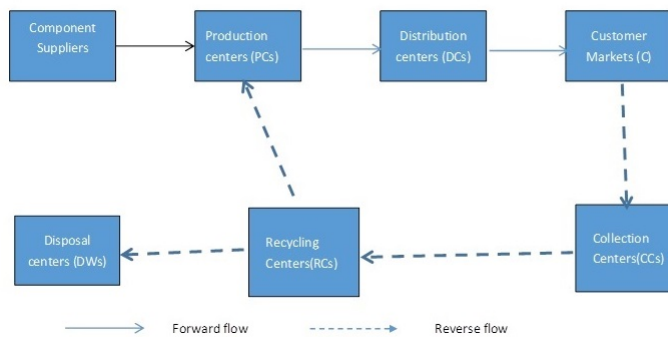 Component
Suppliers
Production
centers (PCs)
Distribution
centers (DCs)
Customer
Markets (C)
Disposal
centers (DWs)
Recycling
Centers(RCs)
Collection
Centers(CCs)
Forward flow
Reverse flow